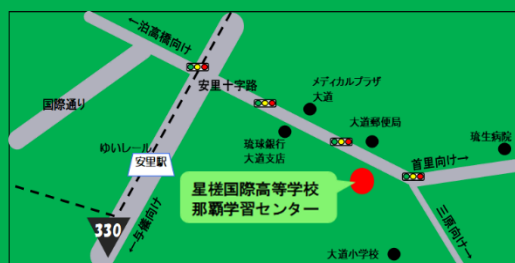 ←泊高橋向け
安里十字路
国際通り
メディカルプラザ
大道
大道郵便局
琉球銀行
大道支店
琉生病院
ゆいレール
安里駅
首里向け→
星槎国際高等学校
那覇学習センター
←与儀向け
330
三原向け→
大道小学校